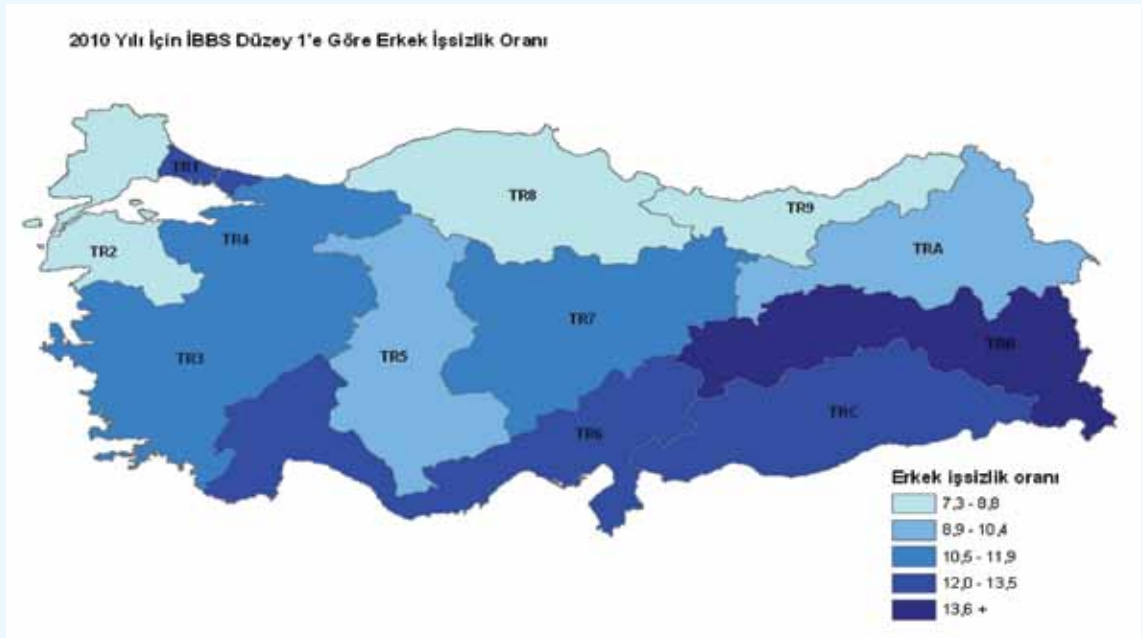 2010 Yılı İçin İBBS Düzey 1'e Göre Erkek İşsizlik Oranı
TR1
TR8
TR9
TR4
TR2
TRA
TR7
TRB
TR3
TR5
TRC
TR6
Erkek işsizlik oranı
7,3 - 8,8
8,9 - 10,4
10,5 - 11,9
12,0 - 13,5
13,6 +